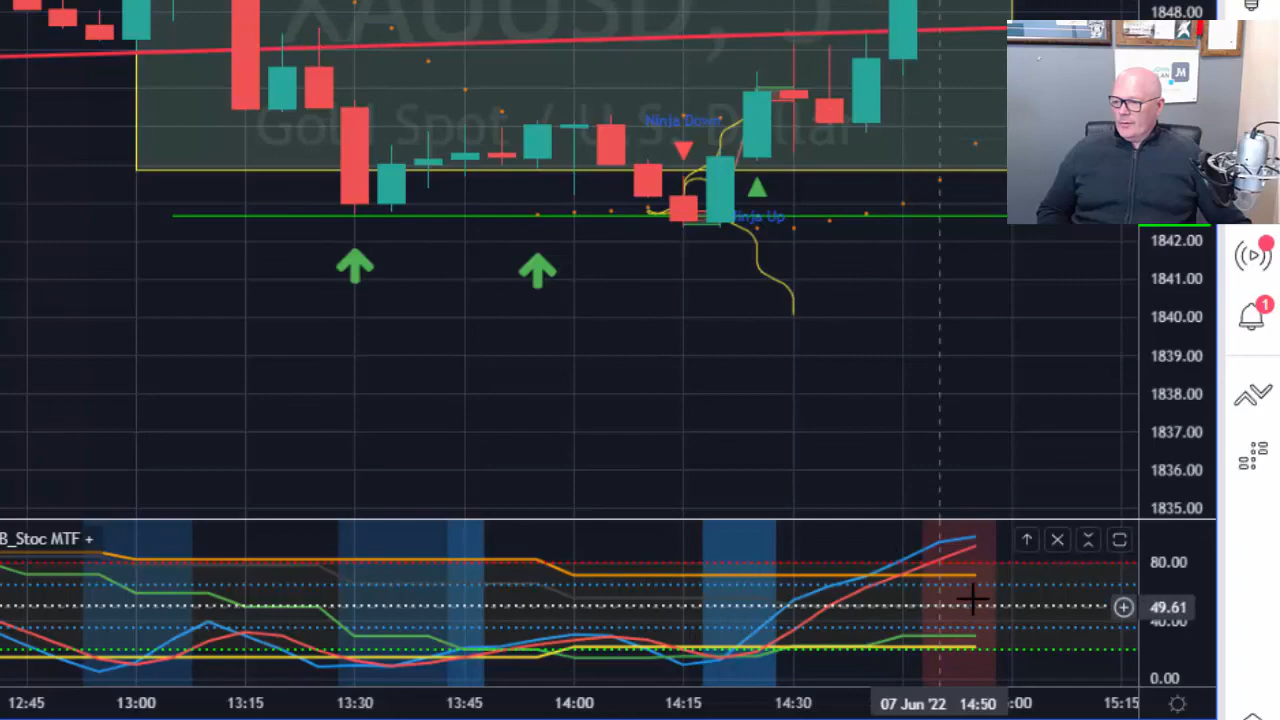 XAUUSD, 5
Gold Spot / U.S. Dollar
1848.00
Ninja Down
Ninja Up
1842.00
1841.00
1
1840.00
1839.00
1838.00
1837.00
1836.00
1835.00
B_Stoc MTF +
80.00
49.61
40.00
0.00
12:45 13:00 13:15 13:30 13:45 14:00 14:15 14:30 07 Jun '22 14:50 :00 15:15